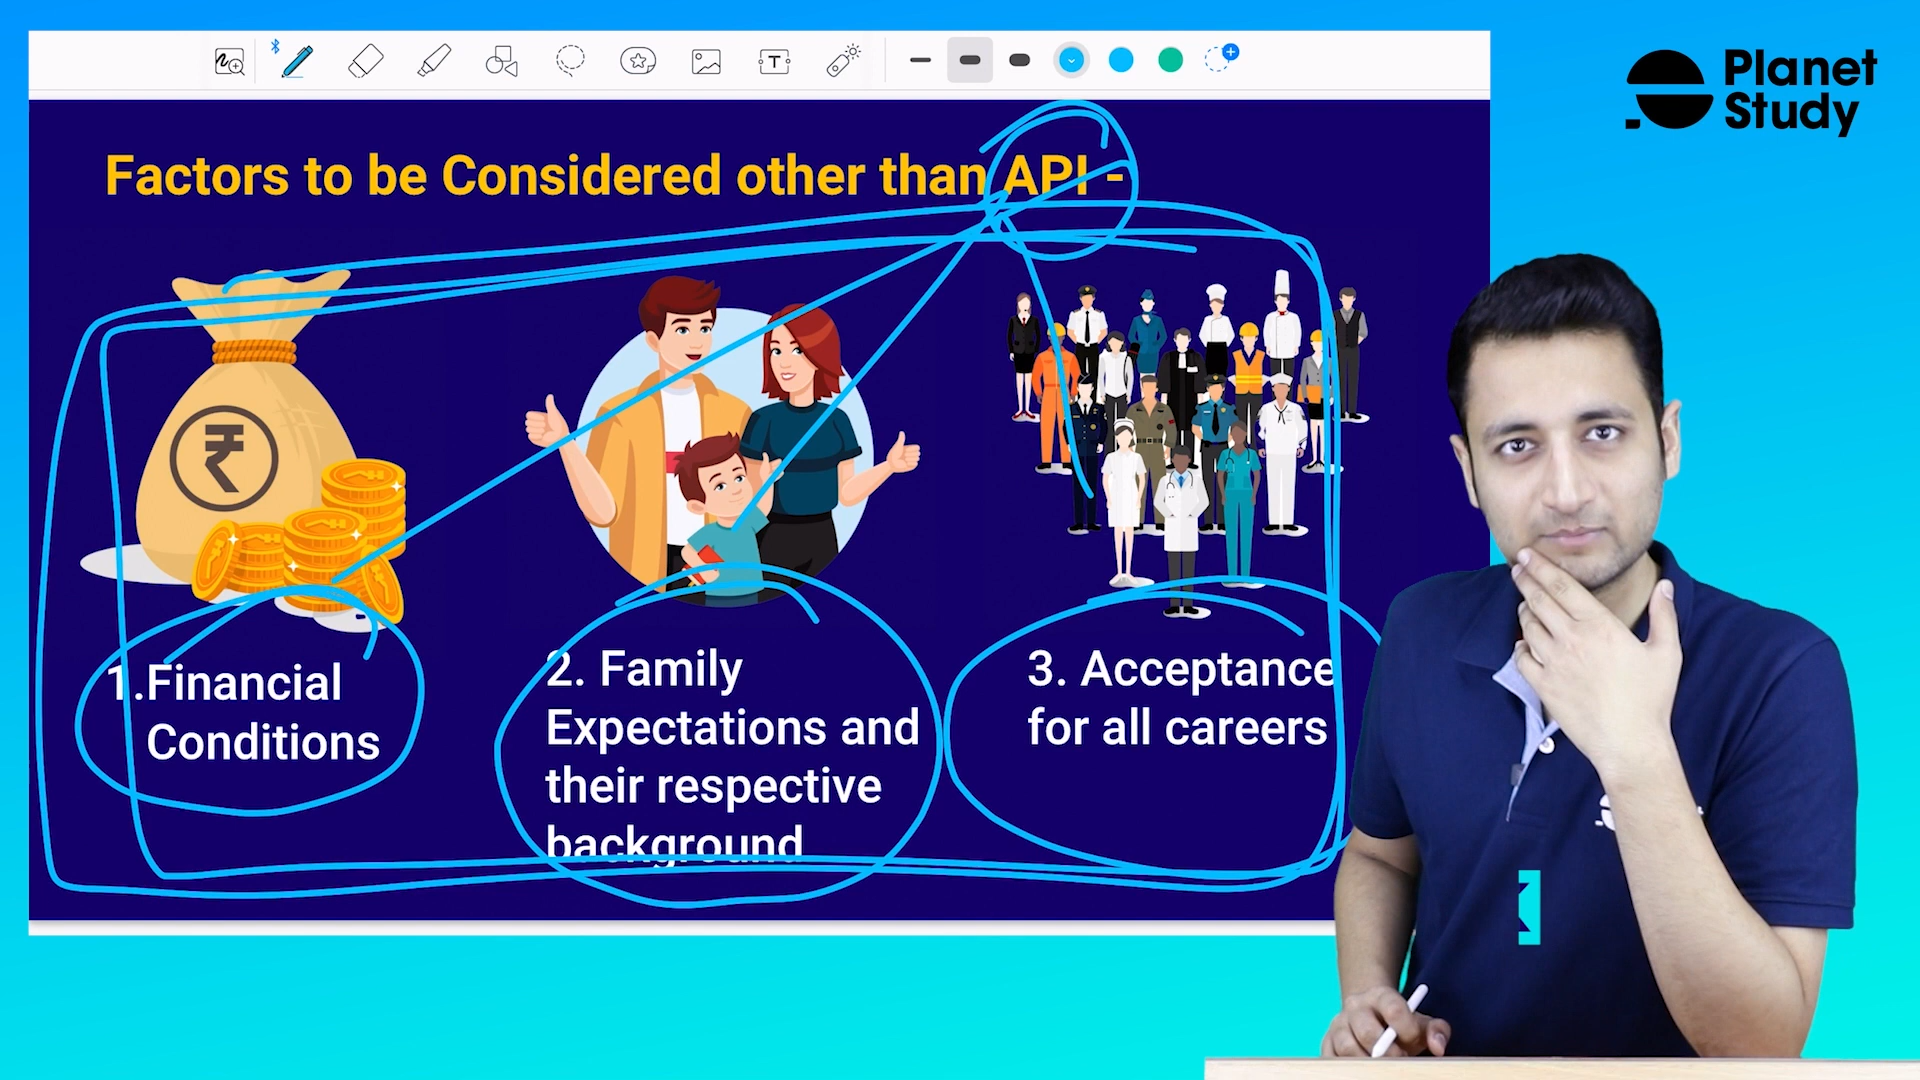 Planet
Study
Factors to be Considered other than API -
1.Financial
Conditions
2. Family
Expectations and
their respective
background
3. Acceptance
for all careers
₹
T